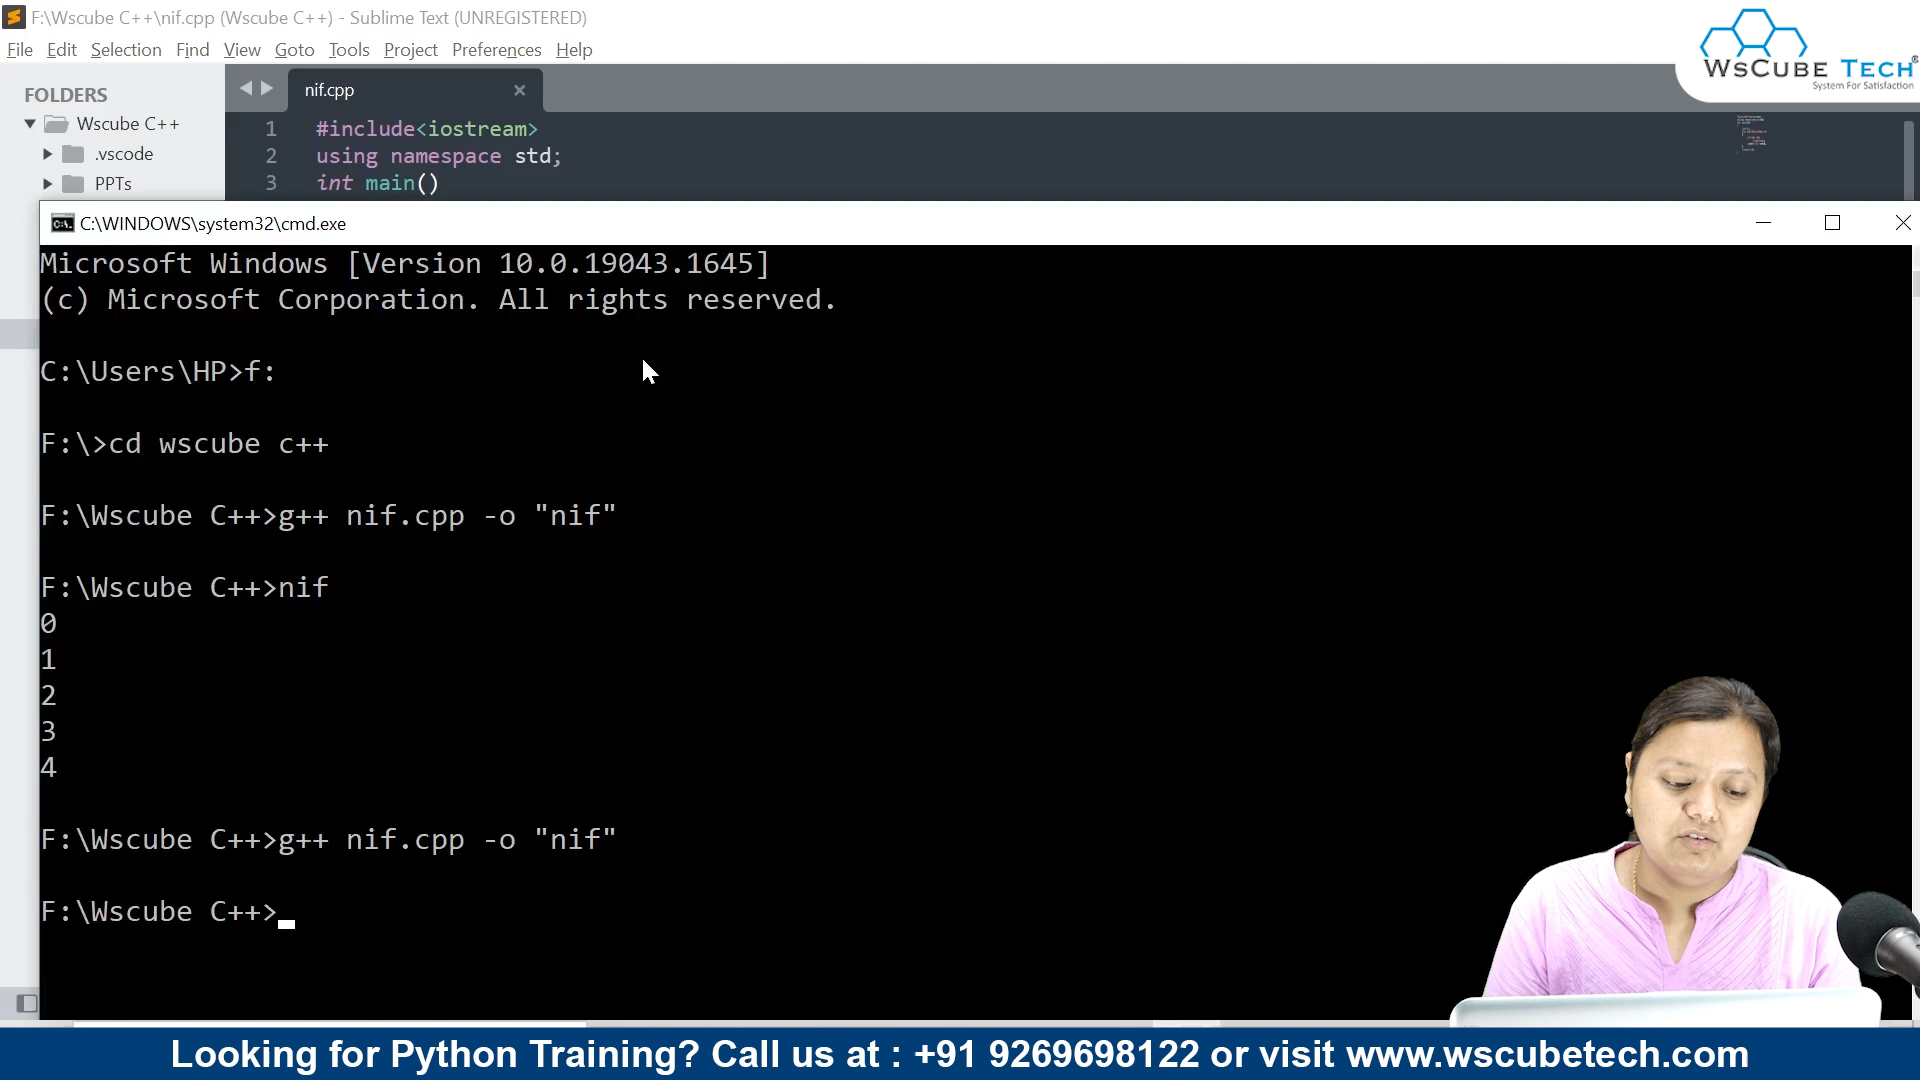 F:\Wscube C++\nif.cpp (Wscube C++) - Sublime Text (UNREGISTERED)
File Edit Selection Find View Goto Tools Project Preferences Help
WsCube Tech®
System For Satisfaction
FOLDERS
Wscube C++
.vscode
PPTs
nif.cpp
1 #include<iostream>
2 using namespace std;
3 int main()
C:\WINDOWS\system32\cmd.exe
Microsoft Windows [Version 10.0.19043.1645]
(c) Microsoft Corporation. All rights reserved.
C:\Users\HP>f:
F:\>cd wscube c++
F:\Wscube C++>g++ nif.cpp -o "nif"
F:\Wscube C++>nif
0
1
2
3
4
F:\Wscube C++>g++ nif.cpp -o "nif"
F:\Wscube C++>
Looking for Python Training? Call us at : +91 9269698122 or visit www.wscubetech.com